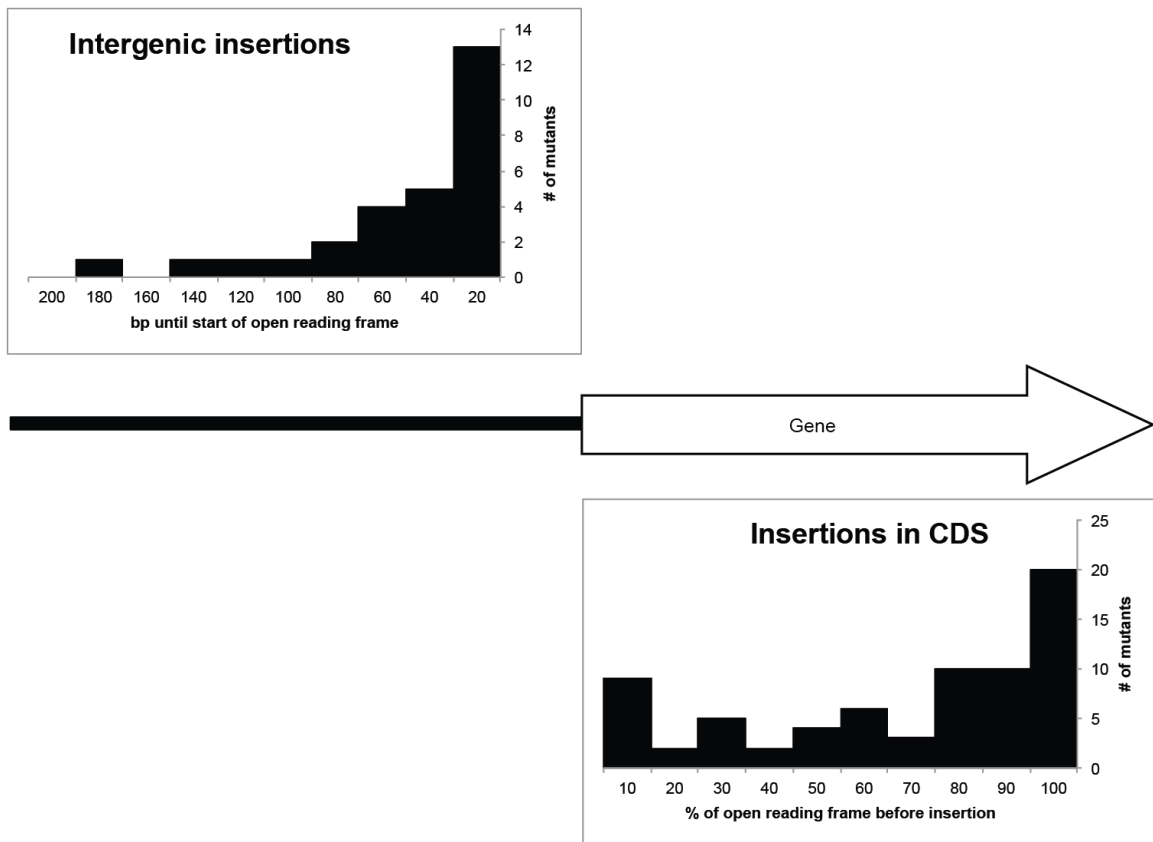 Intergenic insertions
14
12
10
8
6
4
2
0
# of mutants
200 180 160 140 120 100 80 60 40 20
bp until start of open reading frame
Gene
Insertions in CDS
25
20
15
10
5
0
# of mutants
10 20 30 40 50 60 70 80 90 100
% of open reading frame before insertion